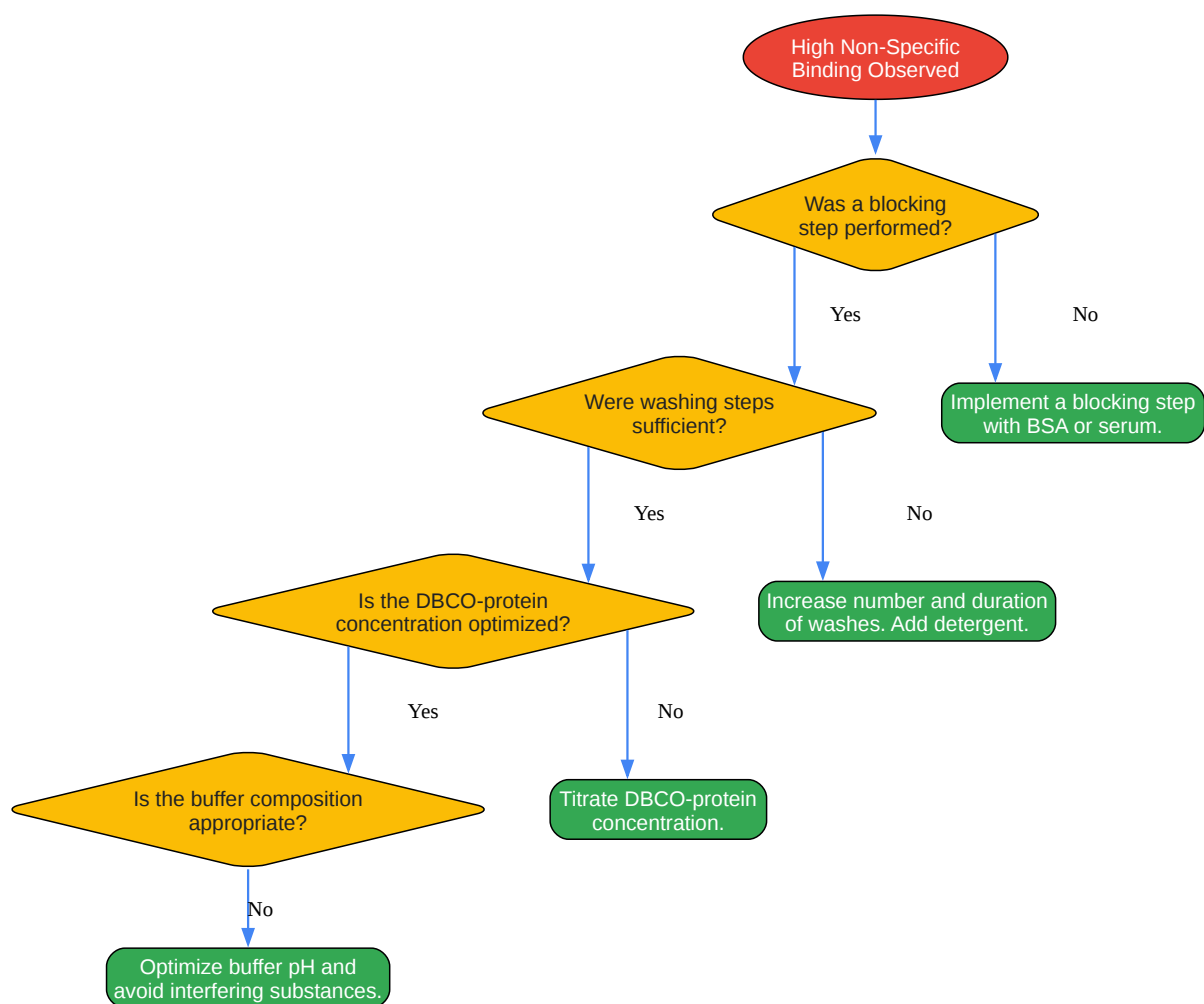 High Non-Specific
Binding Observed
Was a blocking
step performed?
Yes
No
Were washing steps
sufficient?
Implement a blocking step
with BSA or serum.
Yes
No
Is the DBCO-protein
concentration optimized?
Increase number and duration
of washes. Add detergent.
Yes
No
Is the buffer composition
appropriate?
Titrate DBCO-protein
concentration.
No
Optimize buffer pH and
avoid interfering substances.